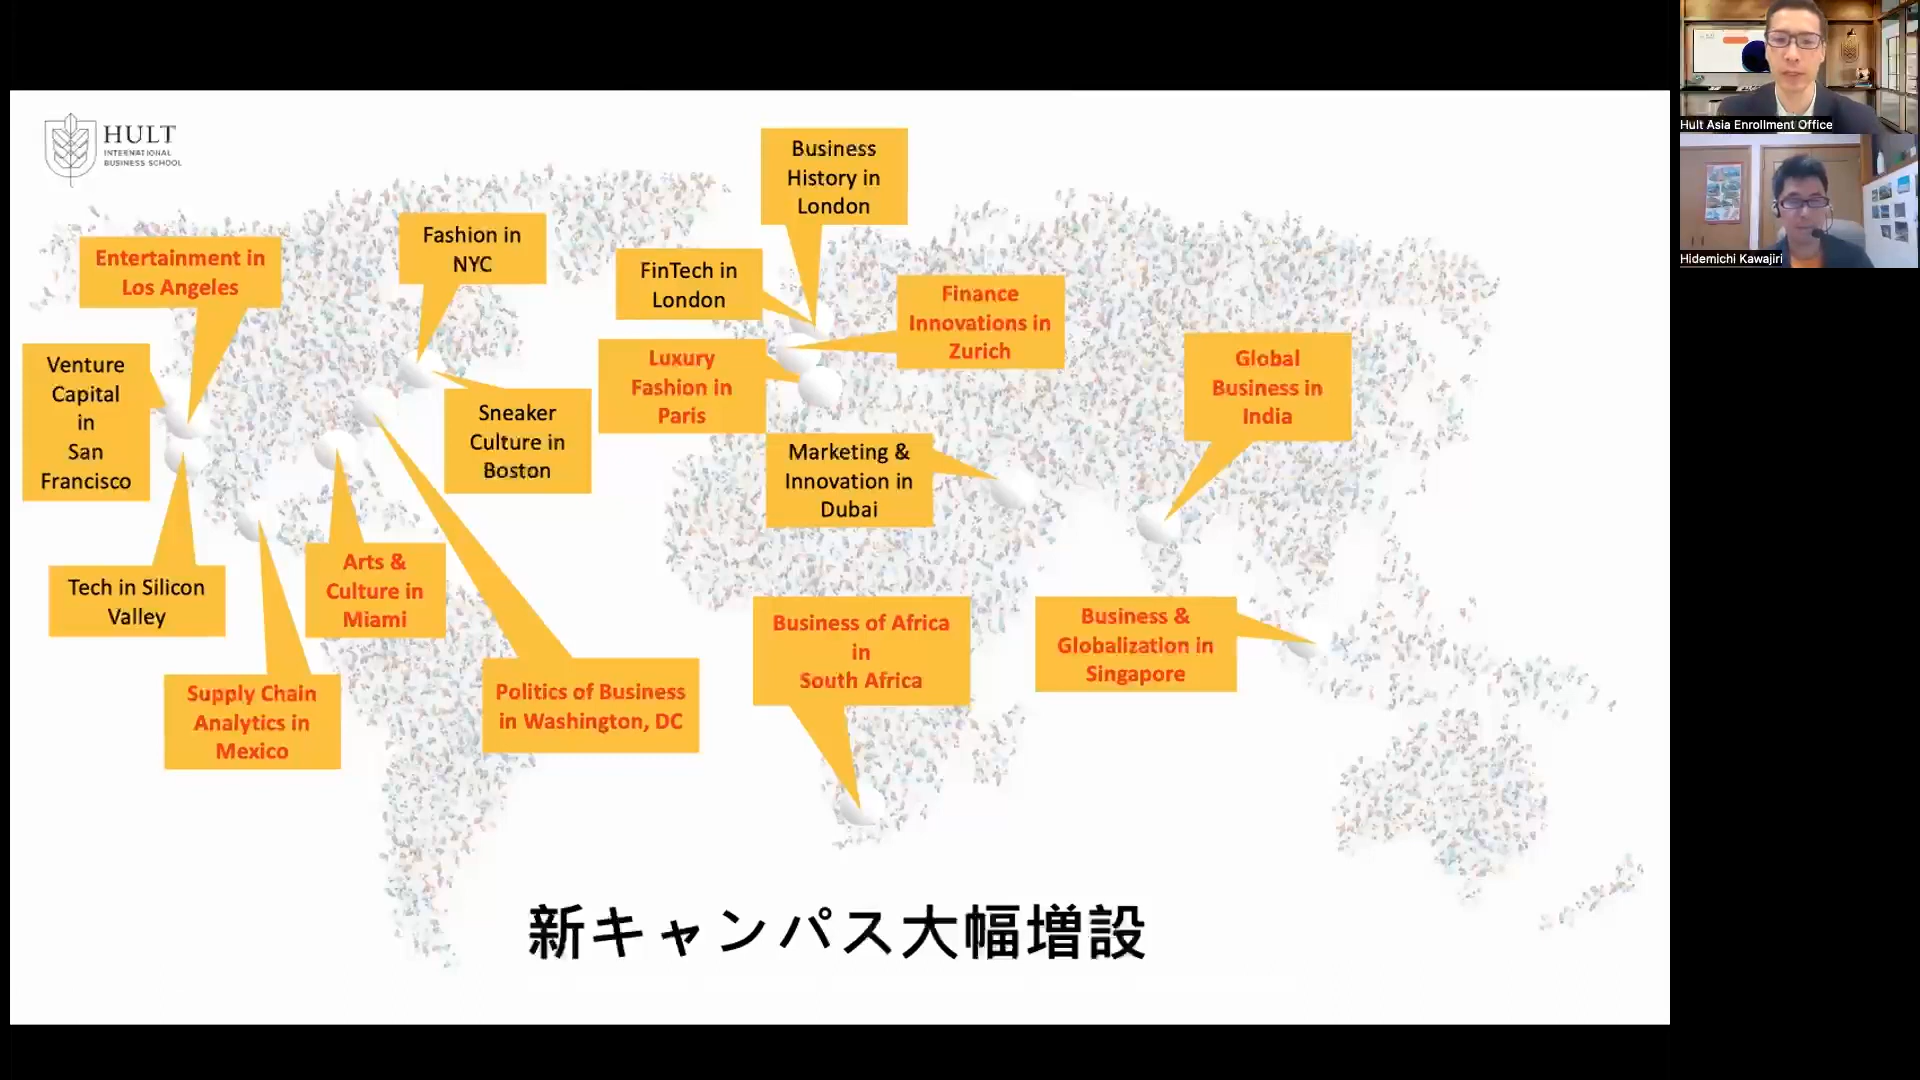 HULT
INTERNATIONAL
BUSINESS SCHOOL
Business
History in
London
Fashion in
NYC
Entertainment in
Los Angeles
FinTech in
London
Finance
Innovations in
Zurich
Venture
Capital
in
San
Francisco
Luxury
Fashion in
Paris
Global
Business in
India
Sneaker
Culture in
Boston
Marketing &
Innovation in
Dubai
Tech in Silicon
Valley
Arts &
Culture in
Miami
Business of Africa
in
South Africa
Business &
Globalization in
Singapore
Supply Chain
Analytics in
Mexico
Politics of Business
in Washington, DC
新キャンパス大幅増設
Hult Asia Enrollment Office
Hidemichi Kawajiri